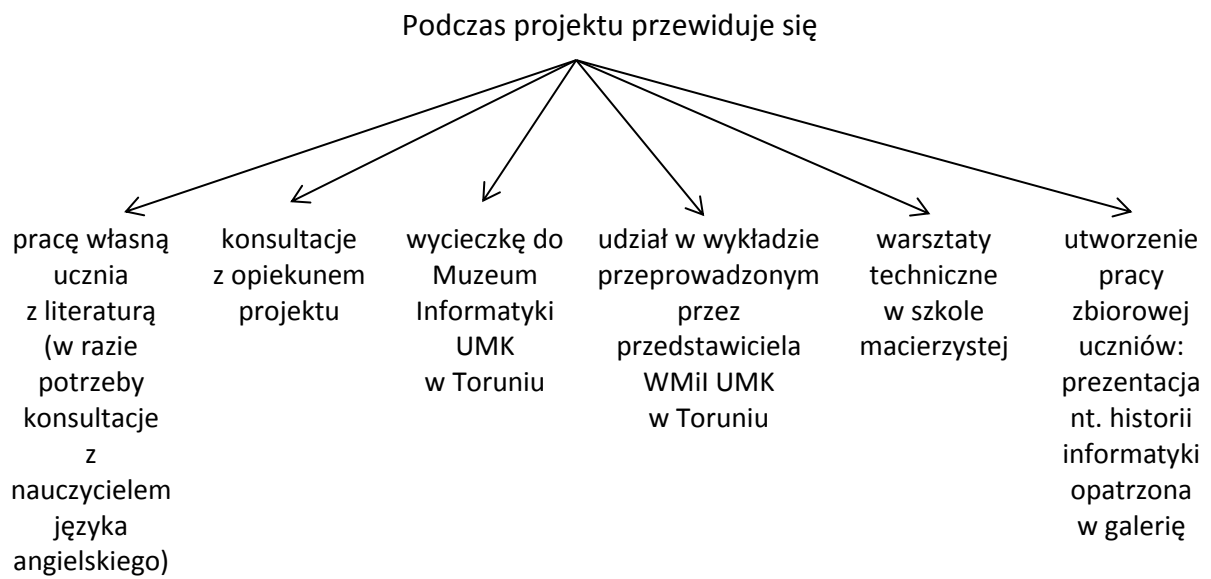 Podczas projektu przewiduje się
pracę własną
ucznia
z literaturą
(w razie
potrzeby
konsultacje
z
nauczycielem
języka
angielskiego)
konsultacje
z opiekunem
projektu
wycieczkę do
Muzeum
Informatyki
UMK
w Toruniu
udział w wykładzie
przeprowadzonym
przez
przedstawiciela
WMiI UMK
w Toruniu
warsztaty
techniczne
w szkole
macierzystej
utworzenie
pracy
zbiorowej
uczniów:
prezentacja
nt. historii
informatyki
opatrzona
w galerię